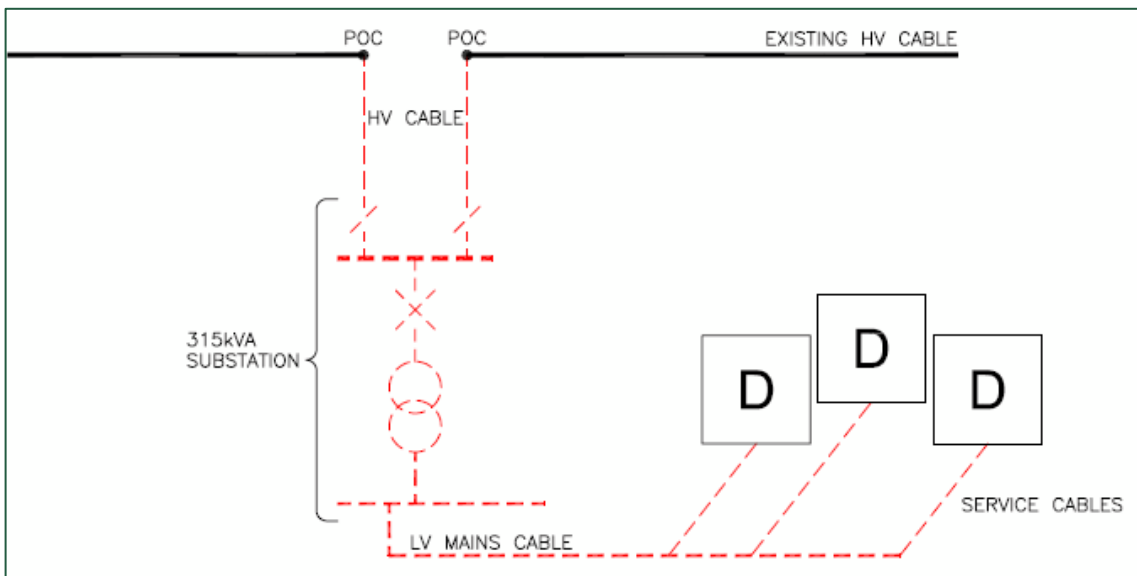 POC
POC
EXISTING HV CABLE
HV CABLE
315kVA
SUBSTATION
D
D
D
SERVICE CABLES
LV MAINS CABLE